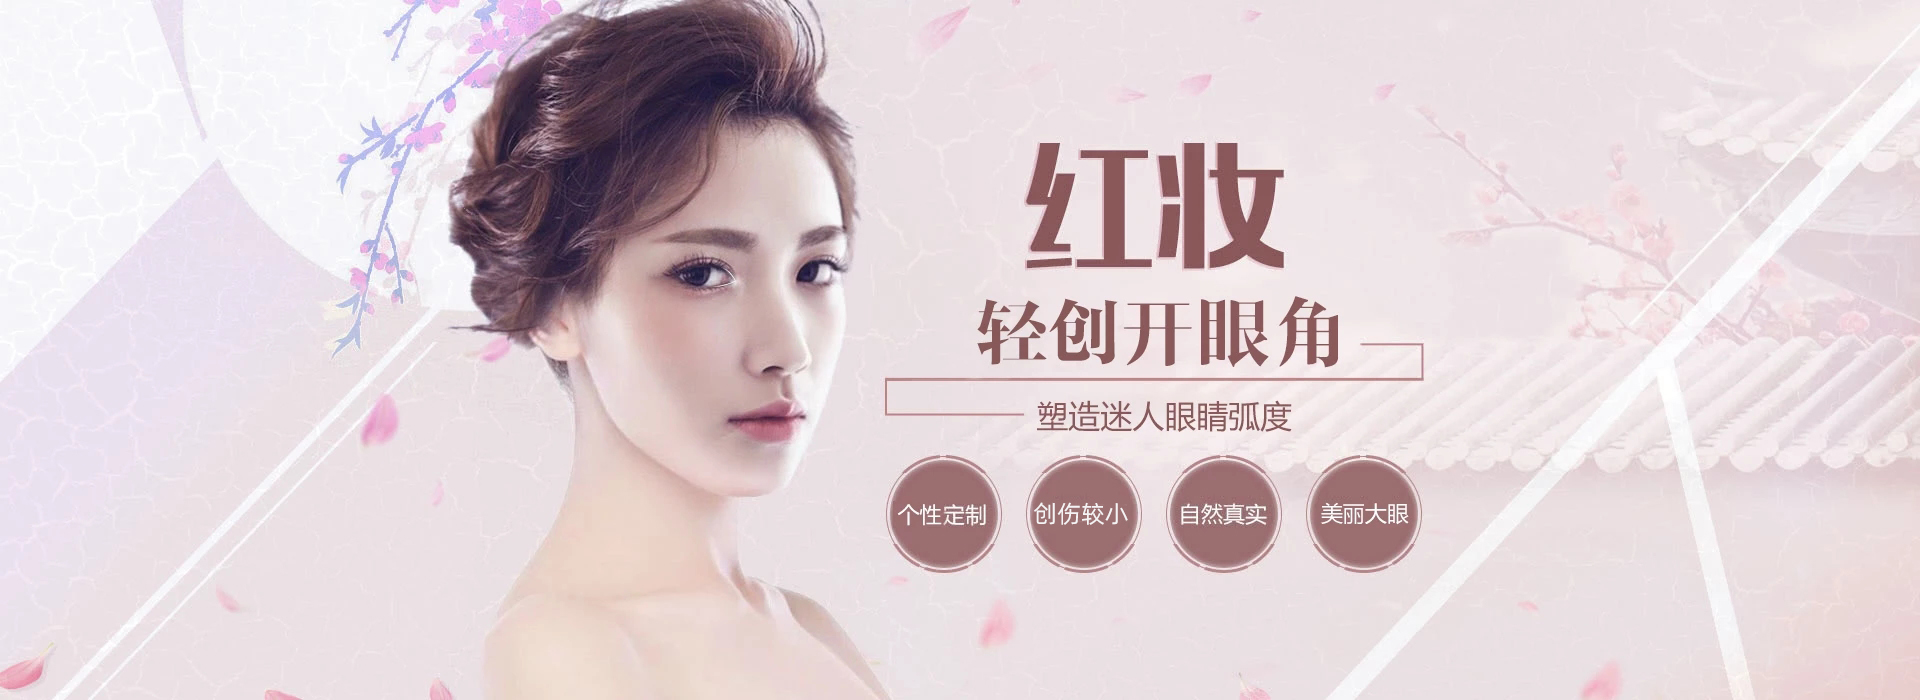 红妆
轻创开眼角
塑造迷人眼睛弧度
个性定制
创伤较小
自然真实
美丽大眼